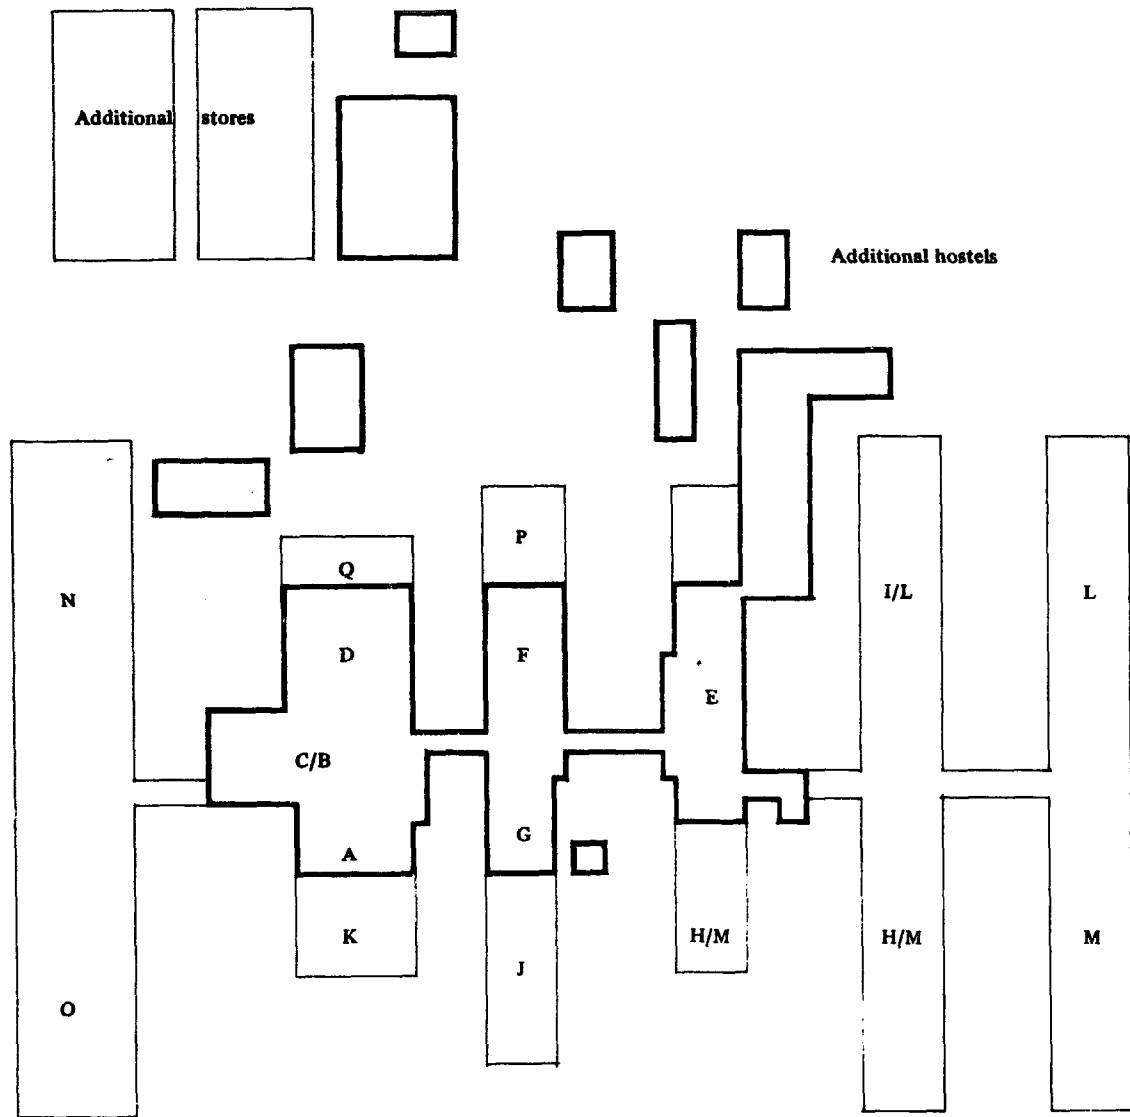 Additional stores
Additional hostels
P
Q
N
I/L
L
D
F
E
C/B
G
A
K
H/M
H/M
M
J
O